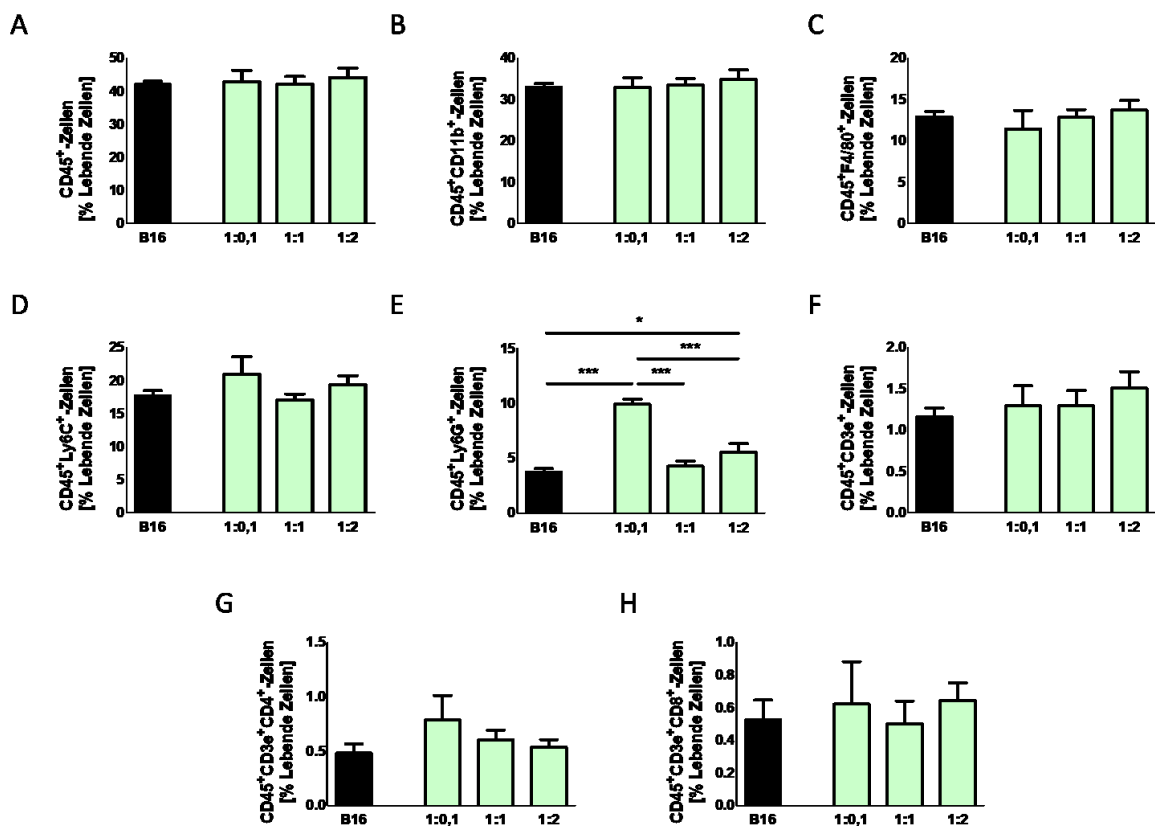 A
CD45⁺-Zellen
[% Lebende Zellen]
50
40
30
20
10
0
B16 1:0,1 1:1 1:2
B
CD45⁺CD11b⁺-Zellen
[% Lebende Zellen]
40
30
20
10
0
B16 1:0,1 1:1 1:2
C
CD45⁺F4/80⁺-Zellen
[% Lebende Zellen]
20
15
10
5
0
B16 1:0,1 1:1 1:2
D
CD45⁺Ly6C⁺-Zellen
[% Lebende Zellen]
25
20
15
10
5
0
B16 1:0,1 1:1 1:2
E
CD45⁺Ly6G⁺-Zellen
[% Lebende Zellen]
*
***
*** ***
15
10
5
0
B16 1:0,1 1:1 1:2
F
CD45⁺CD3e⁺-Zellen
[% Lebende Zellen]
2.0
1.5
1.0
0.5
0.0
B16 1:0,1 1:1 1:2
G
CD45⁺CD3e⁺CD4⁺-Zellen
[% Lebende Zellen]
1.5
1.0
0.5
0.0
B16 1:0,1 1:1 1:2
H
CD45⁺CD3e⁺CD8⁺-Zellen
[% Lebende Zellen]
1.0
0.8
0.6
0.4
0.2
0.0
B16 1:0,1 1:1 1:2